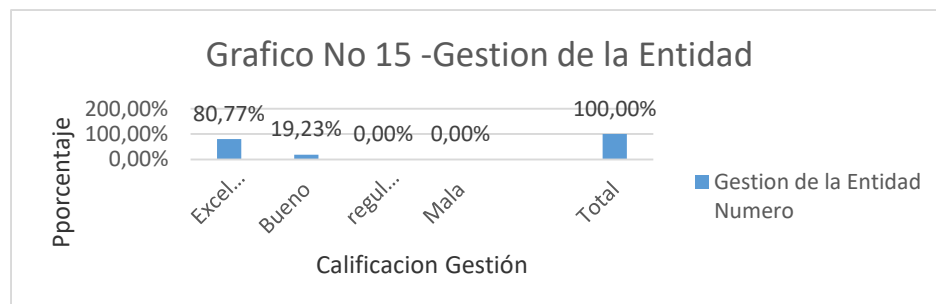 Grafico No 15 -Gestion de la Entidad
Pporcentaje
200,00%
100,00%
0,00%
80,77%
19,23%
0,00%
0,00%
100,00%
Excel...
Bueno
regul...
Mala
Total
Calificacion Gestión
Gestion de la Entidad
Numero